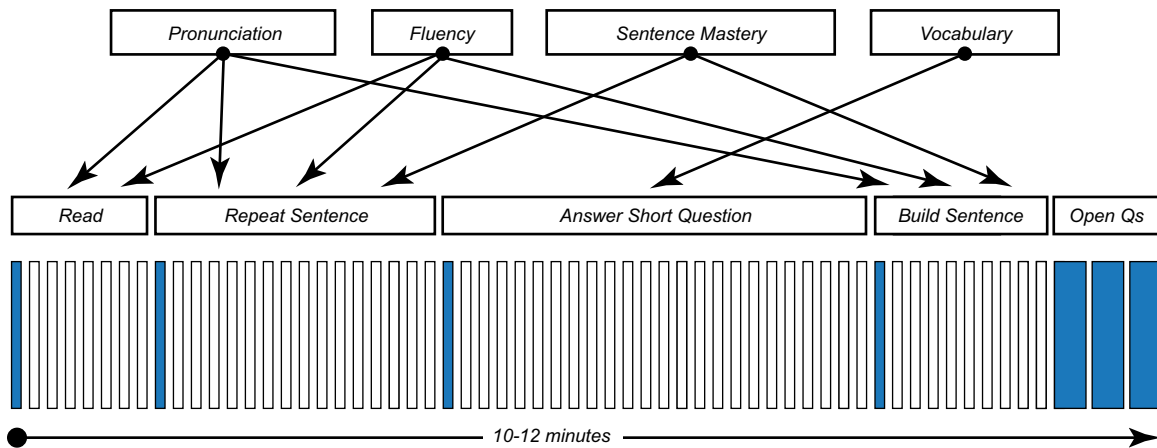 Pronunciation Fluency Sentence Mastery Vocabulary
Read Repeat Sentence Answer Short Question Build Sentence Open Qs
10-12 minutes